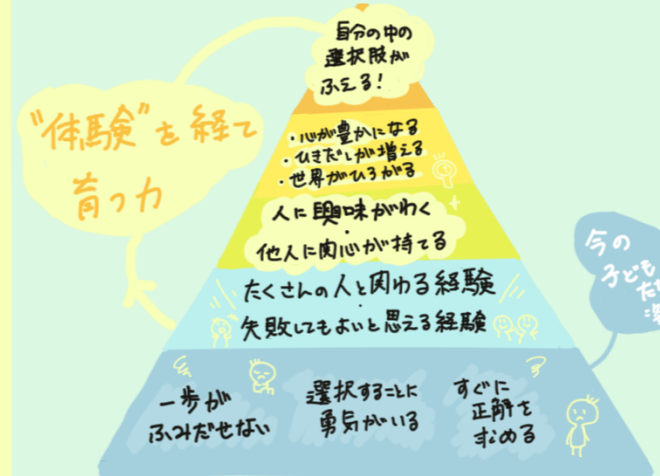 自分の中の
選択肢が
ふえる!
"体験"を経て
育つ力
・心が豊かになる
・ひきだしが増える
・世界がひろがる
人に興味がわく
・
他人に関心が持てる
たくさんの人と関わる経験
・
失敗してもよいと思える経験
今の
子ども
た
一歩が
ふみだせない
選択することに
勇気がいる
すぐに
正解を
求める